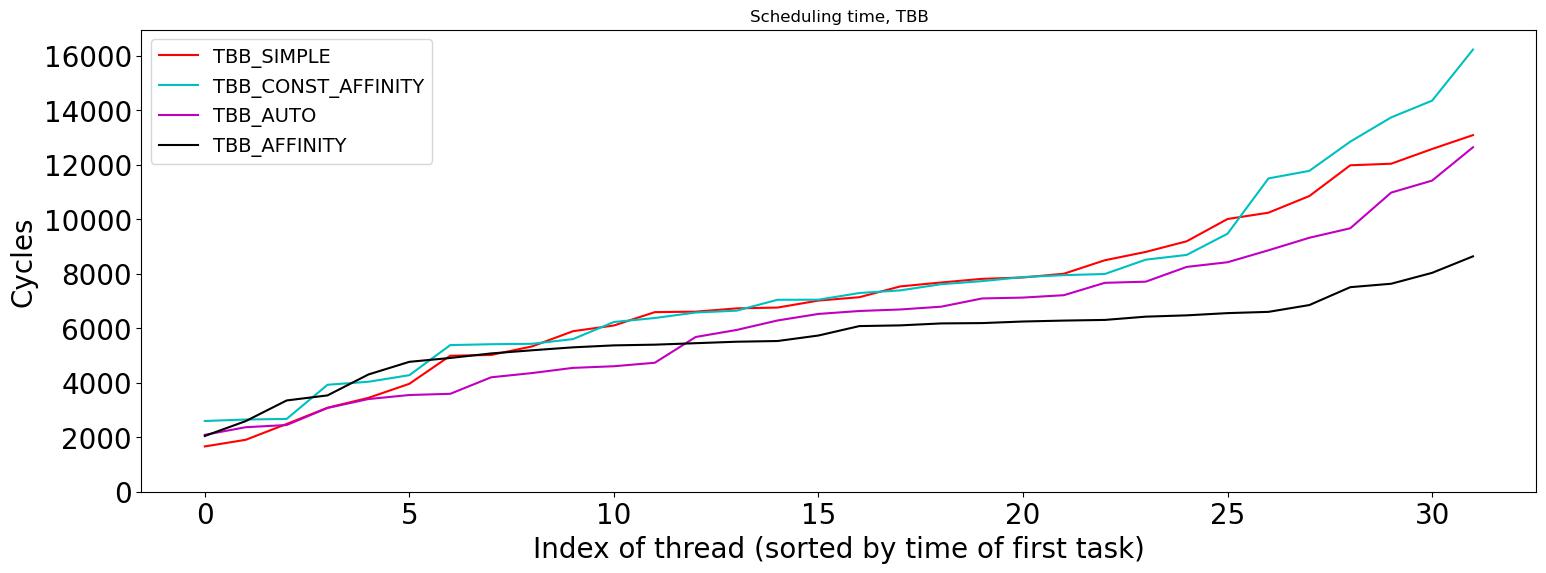 Scheduling time, TBB
TBB_SIMPLE
TBB_CONST_AFFINITY
TBB_AUTO
TBB_AFFINITY
16000
14000
12000
10000
8000
6000
4000
2000
0
Cycles
0 5 10 15 20 25 30
Index of thread (sorted by time of first task)